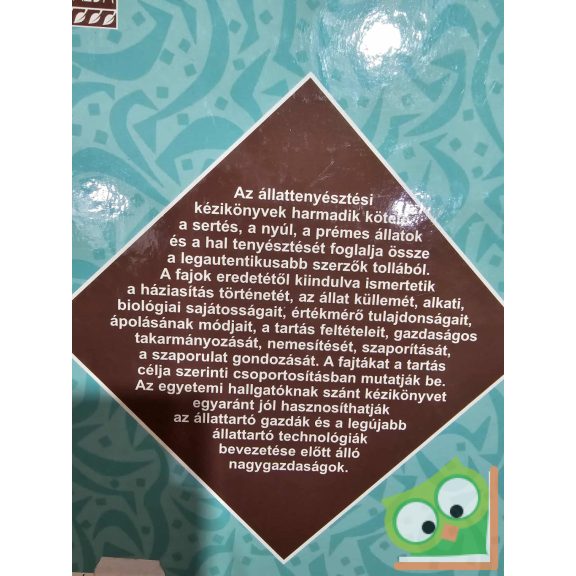 Az állattenyésztési
kézikönyvek harmadik kötete
a sertés, a nyúl, a prémes állatok
és a hal tenyésztését foglalja össze
a legautentikusabb szerzők tollából.
A fajok eredetétől kiindulva ismertetik
a háziasítás történetét, az állat küllemét, alkati,
biológiai sajátosságait, értékmérő tulajdonságait,
ápolásának módjait, a tartás feltételeit, gazdaságos
takarmányozását, nemesítését, szaporítását,
a szaporulat gondozását. A fajtákat a tartás
célja szerinti csoportosításban mutatják be.
Az egyetemi hallgatóknak szánt kézikönyvet
egyaránt jól hasznosíthatják
az állattartó gazdák és a legújabb
állattartó technológiák
bevezetése előtt álló
nagygazdaságok.